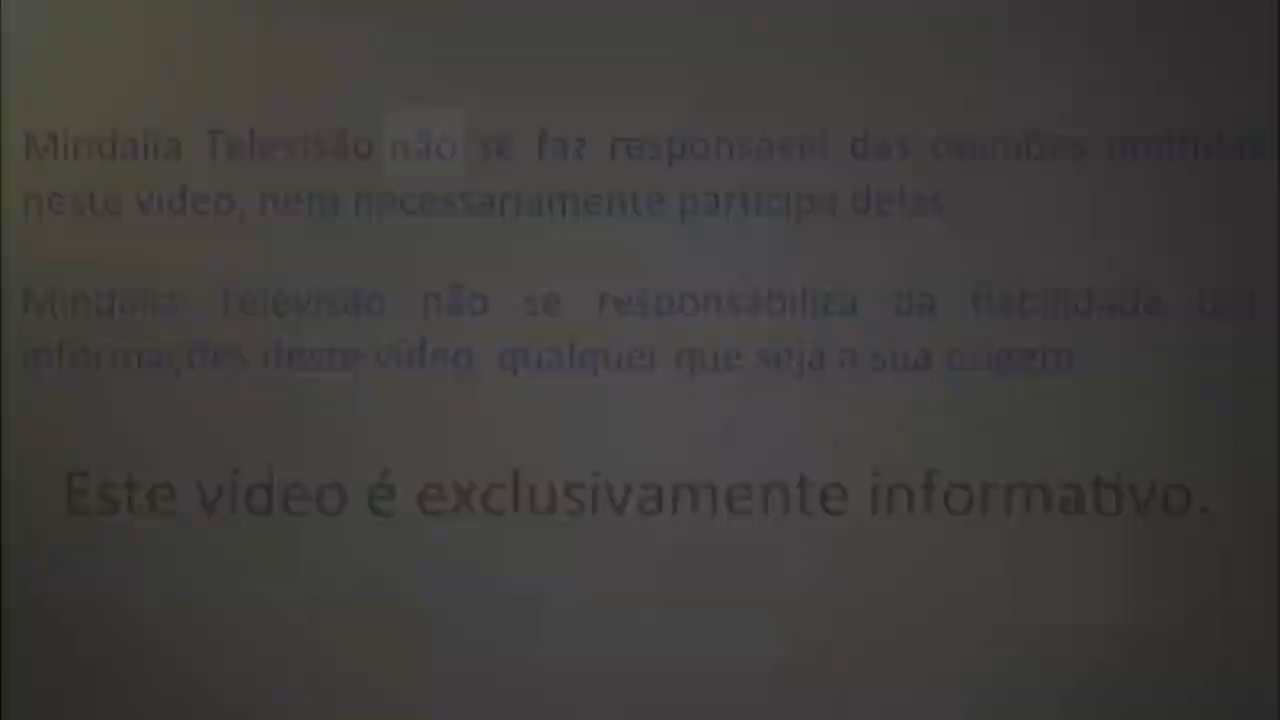 Mindalia Televisão não se faz responsável das opiniões emitidas
neste video, nem necessariamente participa delas
Mindalia Televisão não se responsabiliza da fiabilidade das
informações deste vídeo, qualquer que seja a sua origem
Este video é exclusivamente informativo.